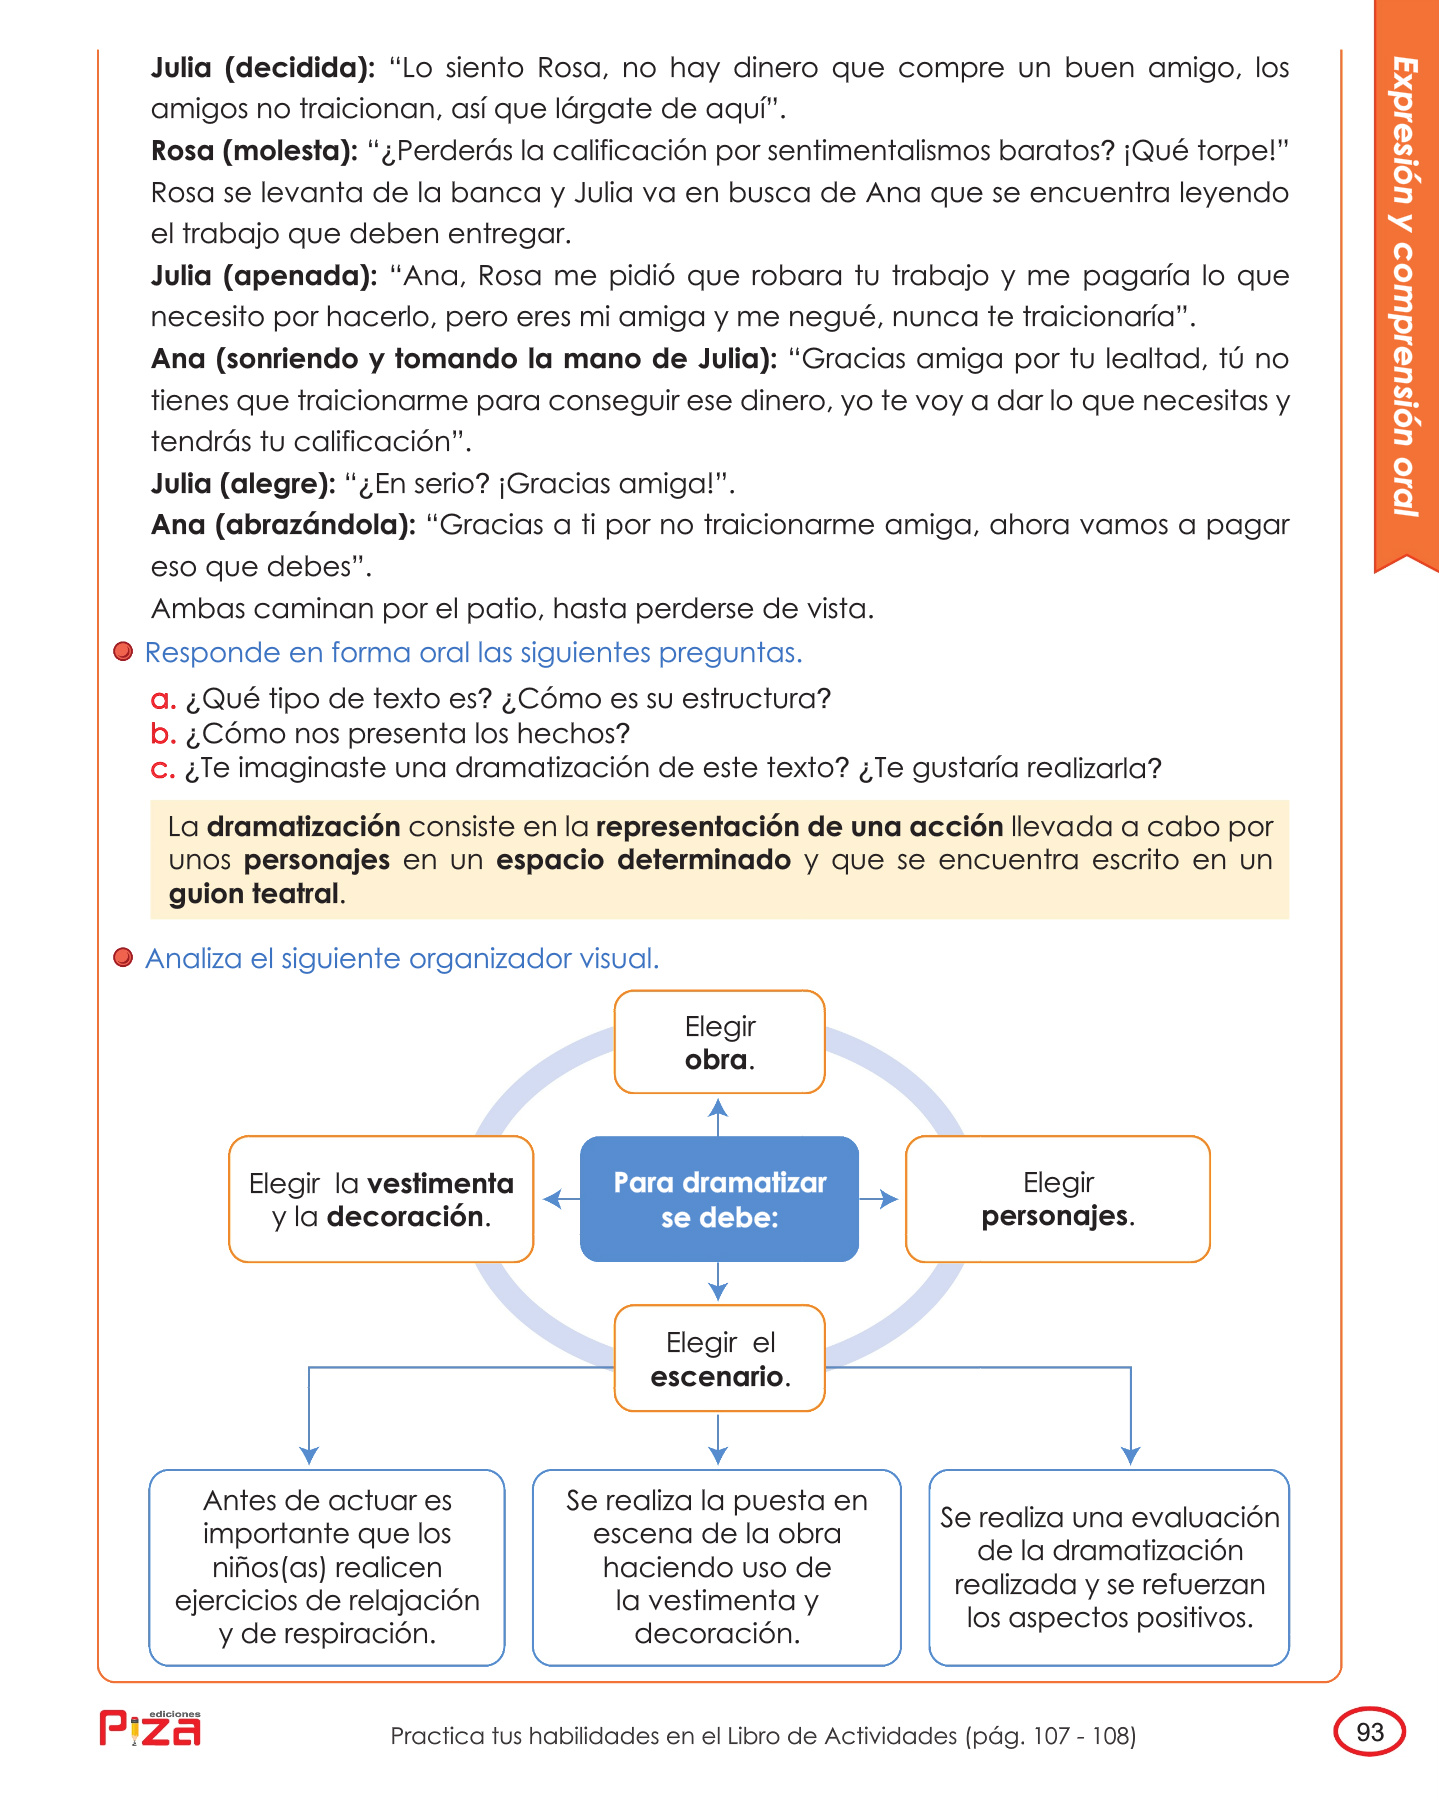 Julia (decidida): “Lo siento Rosa, no hay dinero que compre un buen amigo, los
amigos no traicionan, así que lárgate de aquí”.
Rosa (molesta): “¿Perderás la calificación por sentimentalismos baratos? ¡Qué torpe!”
Rosa se levanta de la banca y Julia va en busca de Ana que se encuentra leyendo
el trabajo que deben entregar.
Julia (apenada): “Ana, Rosa me pidió que robara tu trabajo y me pagaría lo que
necesito por hacerlo, pero eres mi amiga y me negué, nunca te traicionaría”.
Ana (sonriendo y tomando la mano de Julia): “Gracias amiga por tu lealtad, tú no
tienes que traicionarme para conseguir ese dinero, yo te voy a dar lo que necesitas y
tendrás tu calificación”.
Julia (alegre): “¿En serio? ¡Gracias amiga!”.
Ana (abrazándola): “Gracias a ti por no traicionarme amiga, ahora vamos a pagar
eso que debes”.
Ambas caminan por el patio, hasta perderse de vista.
Responde en forma oral las siguientes preguntas.
a. ¿Qué tipo de texto es? ¿Cómo es su estructura?
b. ¿Cómo nos presenta los hechos?
c. ¿Te imaginaste una dramatización de este texto? ¿Te gustaría realizarla?
La dramatización consiste en la representación de una acción llevada a cabo por
unos personajes en un espacio determinado y que se encuentra escrito en un
guion teatral.
Analiza el siguiente organizador visual.
Elegir
obra.
Elegir la vestimenta
y la decoración.
Para dramatizar
se debe:
Elegir
personajes.
Elegir el
escenario.
Antes de actuar es
importante que los
niños(as) realicen
ejercicios de relajación
y de respiración.
Se realiza la puesta en
escena de la obra
haciendo uso de
la vestimenta y
decoración.
Se realiza una evaluación
de la dramatización
realizada y se refuerzan
los aspectos positivos.
Expresión y comprensión oral
ediciones
PIZA
Practica tus habilidades en el Libro de Actividades (pág. 107 - 108)
93